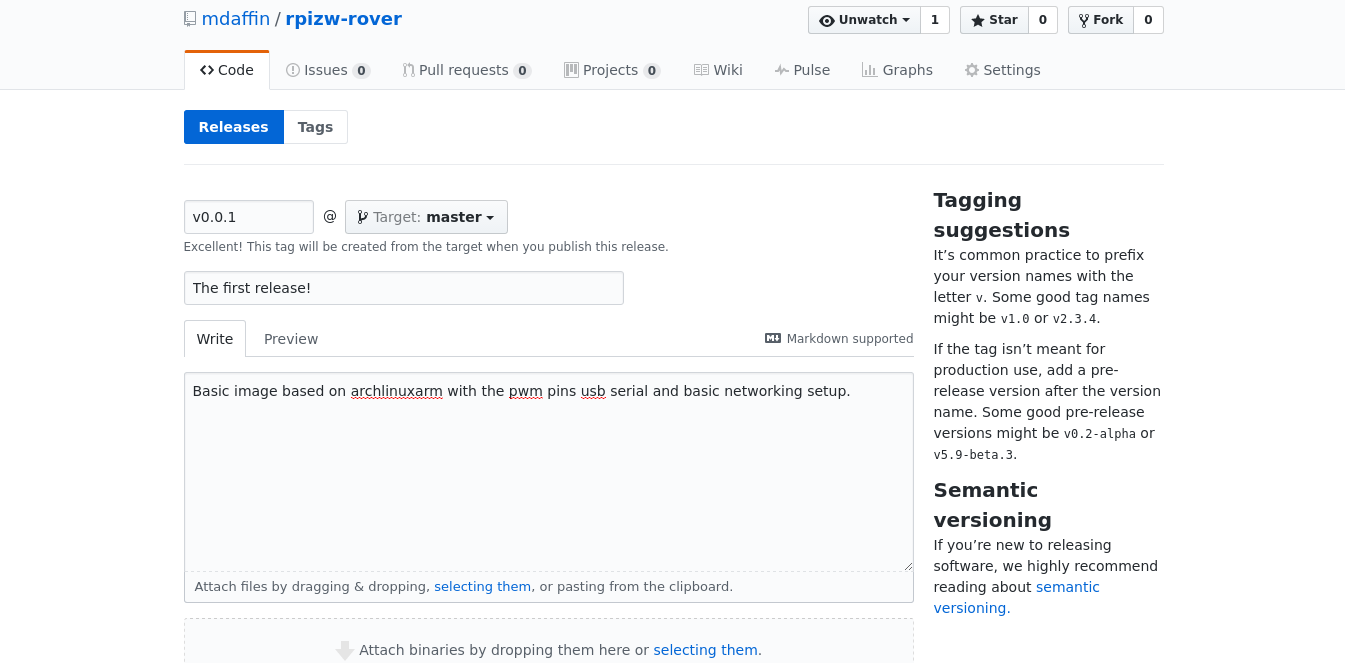 mdaffin / rpizw-rover
Unwatch 1 Star 0 Fork 0
Code Issues 0 Pull requests 0 Projects 0 Wiki Pulse Graphs Settings
Releases Tags
v0.0.1 @ Target: master
Excellent! This tag will be created from the target when you publish this release.
The first release!
Write Preview Markdown supported
Basic image based on archlinuxarm with the pwm pins usb serial and basic networking setup.
Attach files by dragging & dropping, selecting them, or pasting from the clipboard.
Attach binaries by dropping them here or selecting them.
Tagging
suggestions
It’s common practice to prefix
your version names with the
letter v. Some good tag names
might be v1.0 or v2.3.4.
If the tag isn’t meant for
production use, add a pre-
release version after the version
name. Some good pre-release
versions might be v0.2-alpha or
v5.9-beta.3.
Semantic
versioning
If you’re new to releasing
software, we highly recommend
reading about semantic
versioning.